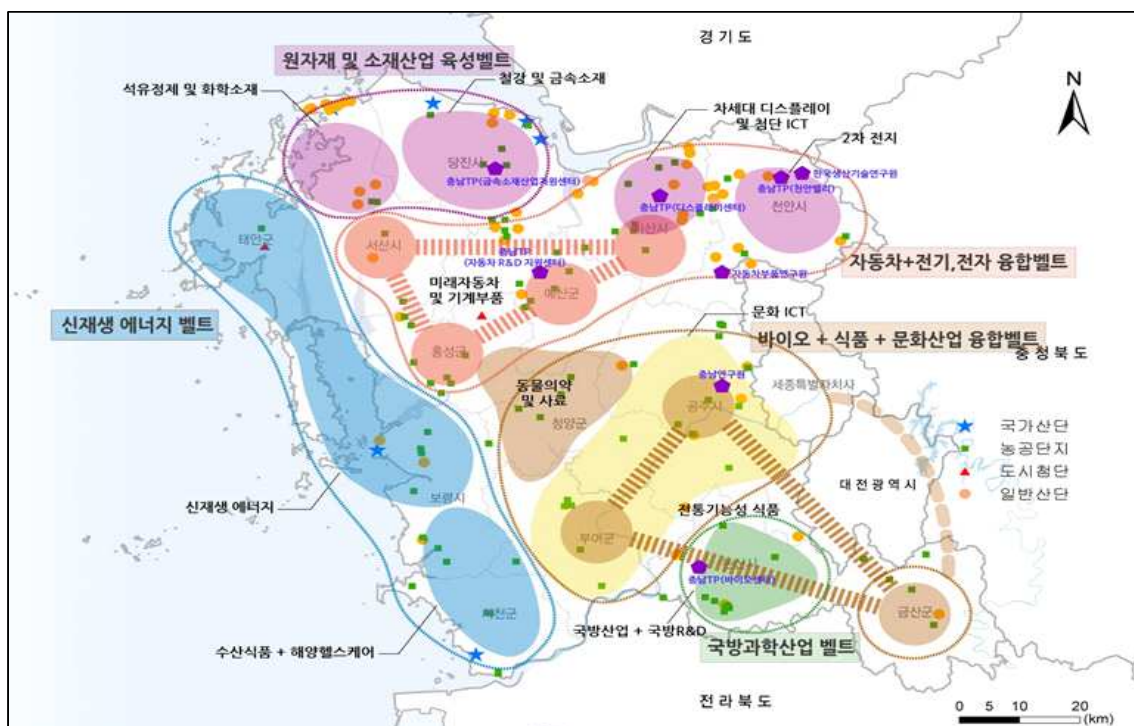 경기도
원자재 및 소재산업 육성벨트
석유정제 및 화학소재
철강 및 금속소재
차세대 디스플레이
및 첨단 ICT
2차 전지
N
당진시
충남TP(금속소재산업지원센터)
한국생산기술연구원
충남TP(천안밸리)
충남TP(디스플레이센터)
천안시
아산시
태안군
서산시
충남TP
(자동차 R&D 지원센터)
자동차부품연구원
자동차+전기,전자 융합벨트
미래자동차
및 기계부품
예산군
신재생 에너지 벨트
홍성군
문화 ICT
바이오 + 식품 + 문화산업 융합벨트
충청북도
동물의약
및 사료
청양군
충남연구원
공주시
세종특별자치시
국가산단
농공단지
도시첨단
일반산단
대전광역시
보령시
신재생 에너지
전통기능성 식품
부여군
충남TP(바이오센터)
서천군
금산군
국방산업 + 국방R&D
국방과학산업 벨트
수산식품 + 해양헬스케어
전라북도
0 5 10 20
(km)